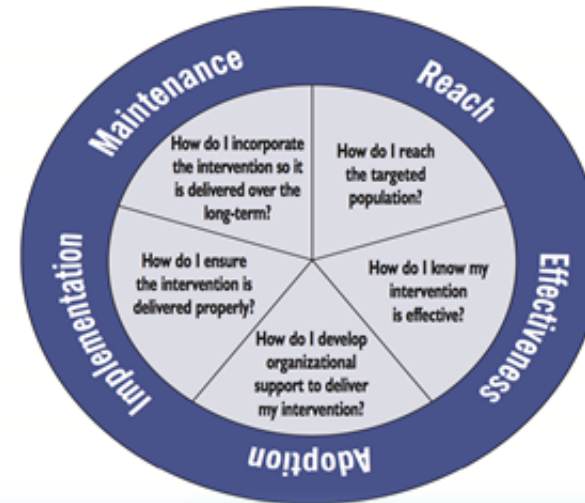 Reach
How do I reach
the targeted
population?
Effectiveness
How do I know my
intervention
is effective?
Adoption
How do I develop
organizational
support to deliver
my intervention?
Implementation
How do I ensure
the intervention is
delivered properly?
Maintenance
How do I incorporate
the intervention so it
is delivered over the
long-term?